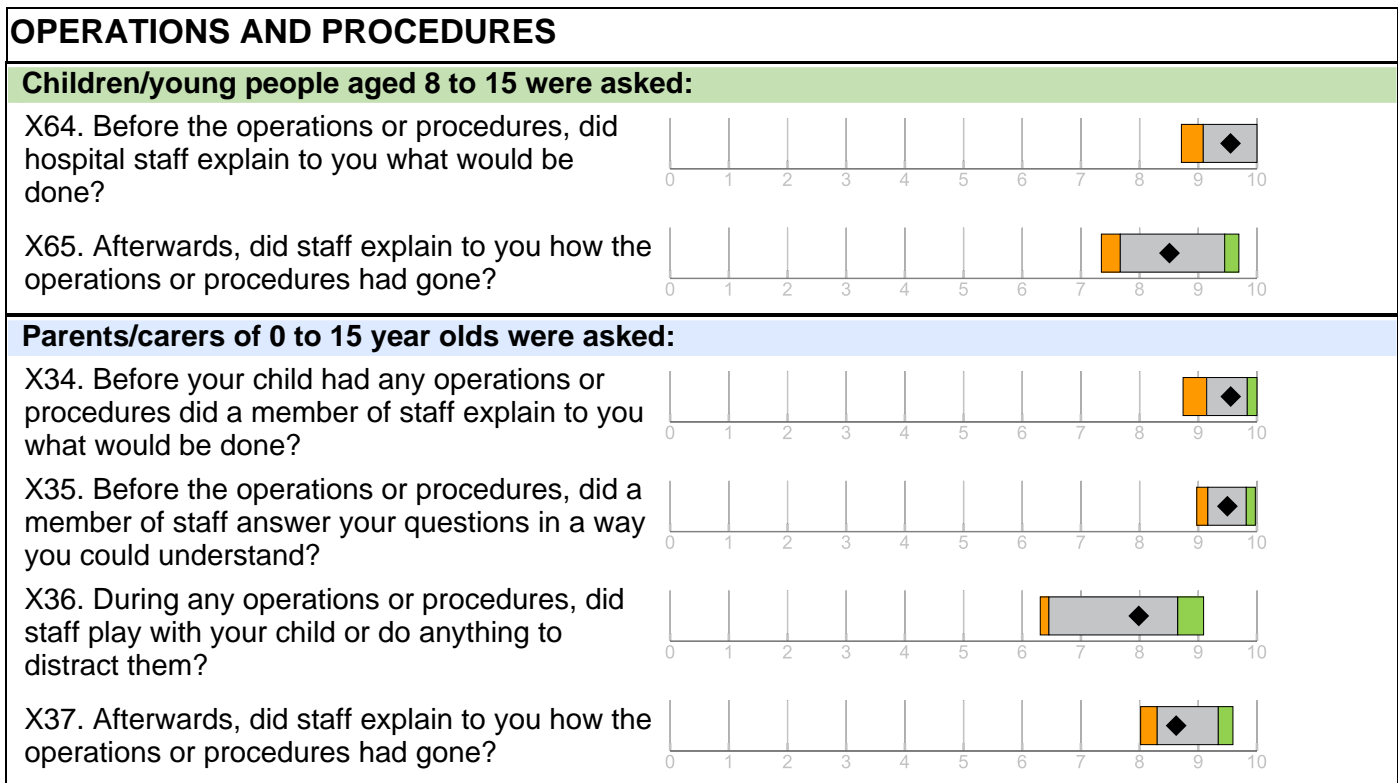 OPERATIONS AND PROCEDURES
Children/young people aged 8 to 15 were asked:
X64. Before the operations or procedures, did
hospital staff explain to you what would be
done?
0 1 2 3 4 5 6 7 8 9 10
X65. Afterwards, did staff explain to you how the
operations or procedures had gone?
0 1 2 3 4 5 6 7 8 9 10
Parents/carers of 0 to 15 year olds were asked:
X34. Before your child had any operations or
procedures did a member of staff explain to you
what would be done?
0 1 2 3 4 5 6 7 8 9 10
X35. Before the operations or procedures, did a
member of staff answer your questions in a way
you could understand?
0 1 2 3 4 5 6 7 8 9 10
X36. During any operations or procedures, did
staff play with your child or do anything to
distract them?
0 1 2 3 4 5 6 7 8 9 10
X37. Afterwards, did staff explain to you how the
operations or procedures had gone?
0 1 2 3 4 5 6 7 8 9 10